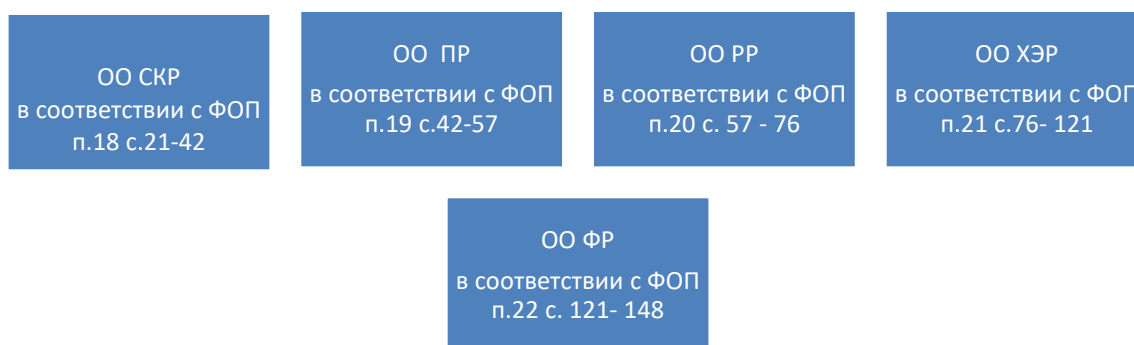 ОО СКР
в соответствии с ФОП
п.18 с.21-42
ОО  ПР
в соответствии с ФОП
п.19 с.42-57
ОО РР
в соответствии с ФОП
п.20 с. 57 - 76
ОО ХЭР
в соответствии с ФОП
п.21 с.76- 121
ОО ФР
в соответствии с ФОП
п.22 с. 121- 148